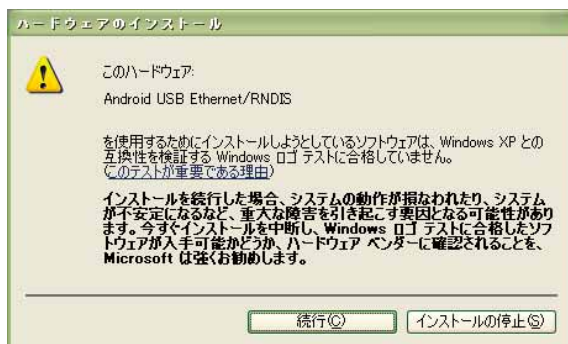 ハードウェアのインストール
このハードウェア:
Android USB Ethernet/RNDIS
を使用するためにインストールしようとしているソフトウェアは、Windows XP との
互換性を検証する Windows ロゴ テストに合格していません。
(このテストが重要である理由)
インストールを続行した場合、システムの動作が損なわれたり、システム
が不安定になるなど、重大な障害を引き起こす要因となる可能性があり
ます。今すぐインストールを中断し、Windows ロゴ テストに合格したソフ
トウェアが入手可能かどうか、ハードウェア ベンダーに確認されることを、
Microsoft は強くお勧めします。
続行(C)
インストールの停止(S)